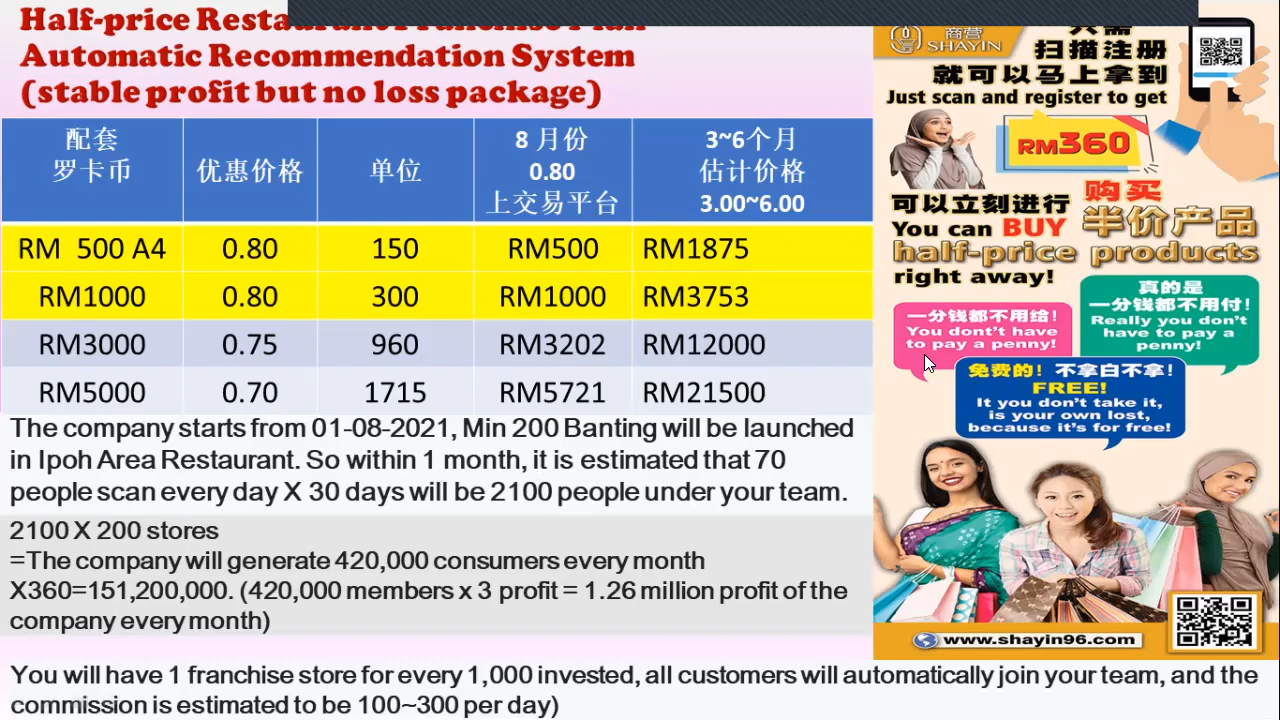 Half-price Restaurant Franchise Plan
Automatic Recommendation System
(stable profit but no loss package)
配套
罗卡币
优惠价格
单位
8 月份
0.80
上交易平台
3~6个月
估计价格
3.00~6.00
RM 500 A4 0.80 150 RM500 RM1875
RM1000 0.80 300 RM1000 RM3753
RM3000 0.75 960 RM3202 RM12000
RM5000 0.70 1715 RM5721 RM21500
The company starts from 01-08-2021, Min 200 Banting will be launched
in Ipoh Area Restaurant. So within 1 month, it is estimated that 70
people scan every day X 30 days will be 2100 people under your team.
2100 X 200 stores
=The company will generate 420,000 consumers every month
X360=151,200,000. (420,000 members x 3 profit = 1.26 million profit of the
company every month)
You will have 1 franchise store for every 1,000 invested, all customers will automatically join your team, and the
commission is estimated to be 100~300 per day)
商营
SHAYIN
只需
扫描注册
就可以马上拿到
Just scan and register to get
RM360
可以立刻进行 购买
You can BUY 半价产品
half-price products
right away!
一分钱都不用给!
You dont't have
to pay a penny!
真的是
一分钱都不用付!
Really you don't
have to pay a
penny!
免费的! 不拿白不拿!
FREE!
It you don't take it,
is your own lost,
because it's for free!
www.shayin96.com